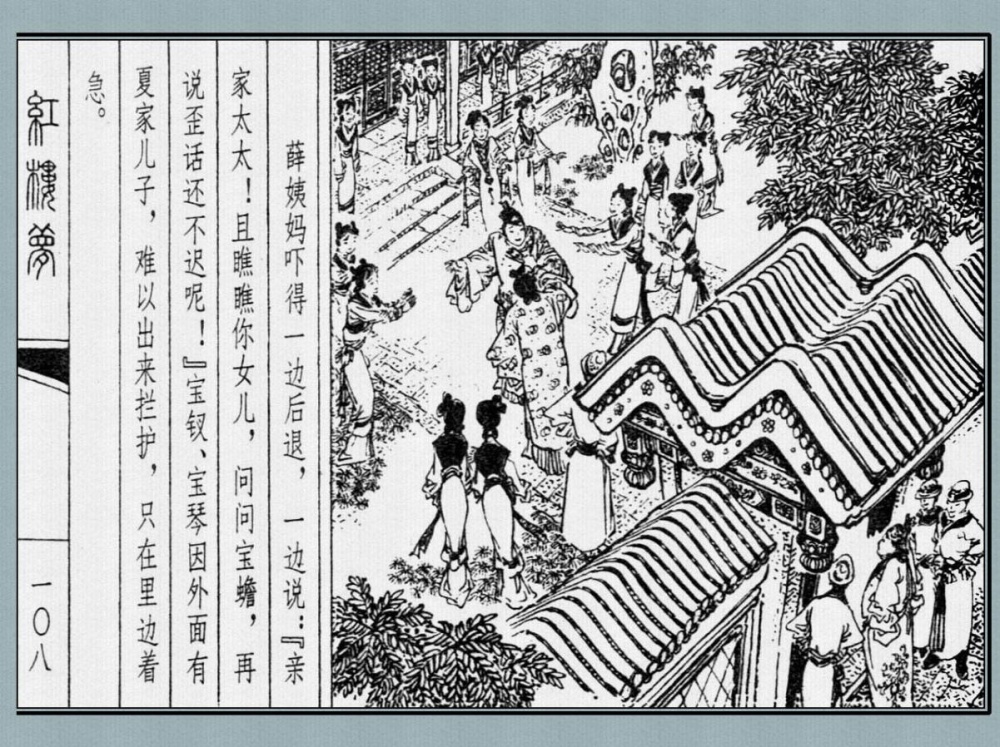 薛姨妈吓得一边后退，一边说：『亲
家太太！且瞧瞧你女儿，问问宝蟾，再
说歪话还不迟呢！』宝钗、宝琴因外面有
夏家儿子，难以出来拦护，只在里边着
急。
紅樓夢
一〇八